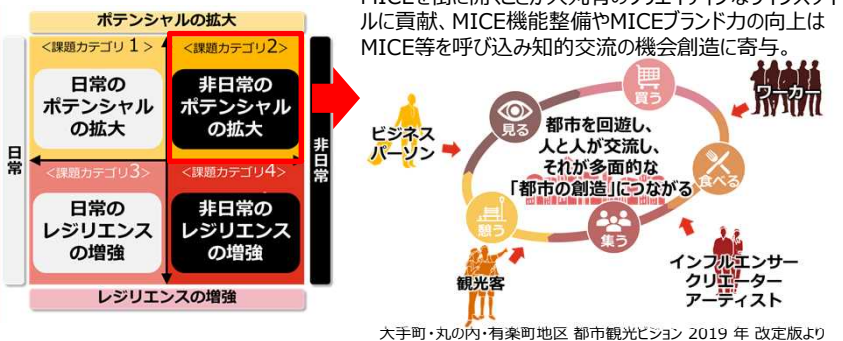 ポテンシャルの拡大
<課題カテゴリ1>
<課題カテゴリ2>
日常の
ポテンシャル
の拡大
非日常の
ポテンシャル
の拡大
日常
非日常
<課題カテゴリ3>
<課題カテゴリ4>
日常の
レジリエンス
の増強
非日常の
レジリエンス
の増強
レジリエンスの増強
ルに貢献、MICE機能整備やMICEブランド力の向上は
MICE等を呼び込み知的交流の機会創造に寄与。
買う
ワーカー
見る
ビジネス
パーソン
都市を回遊し、
人と人が交流し、
それが多面的な
「都市の創造」につながる
食べる
憩う
集う
観光客
インフルエンサー
クリエーター
アーティスト
大手町・丸の内・有楽町地区 都市観光ビジョン 2019 年 改定版より